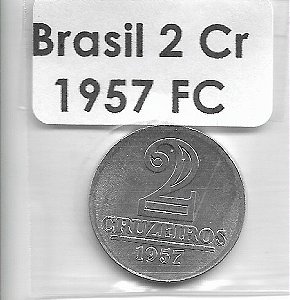 Brasil 2 Cr
1957 FC
2
CRUZEIROS
1957